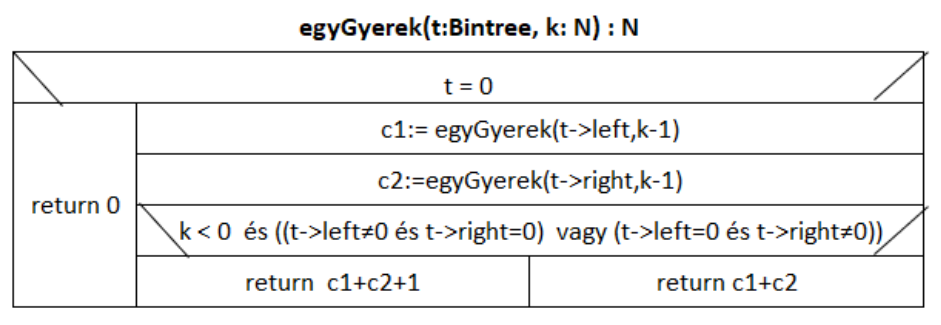 egyGyerek(t:Bintree, k: N) : N
t = 0
return 0
c1:= egyGyerek(t->left,k-1)
c2:=egyGyerek(t->right,k-1)
k < 0 és ((t->left≠0 és t->right=0) vagy (t->left=0 és t->right≠0))
return c1+c2+1
return c1+c2